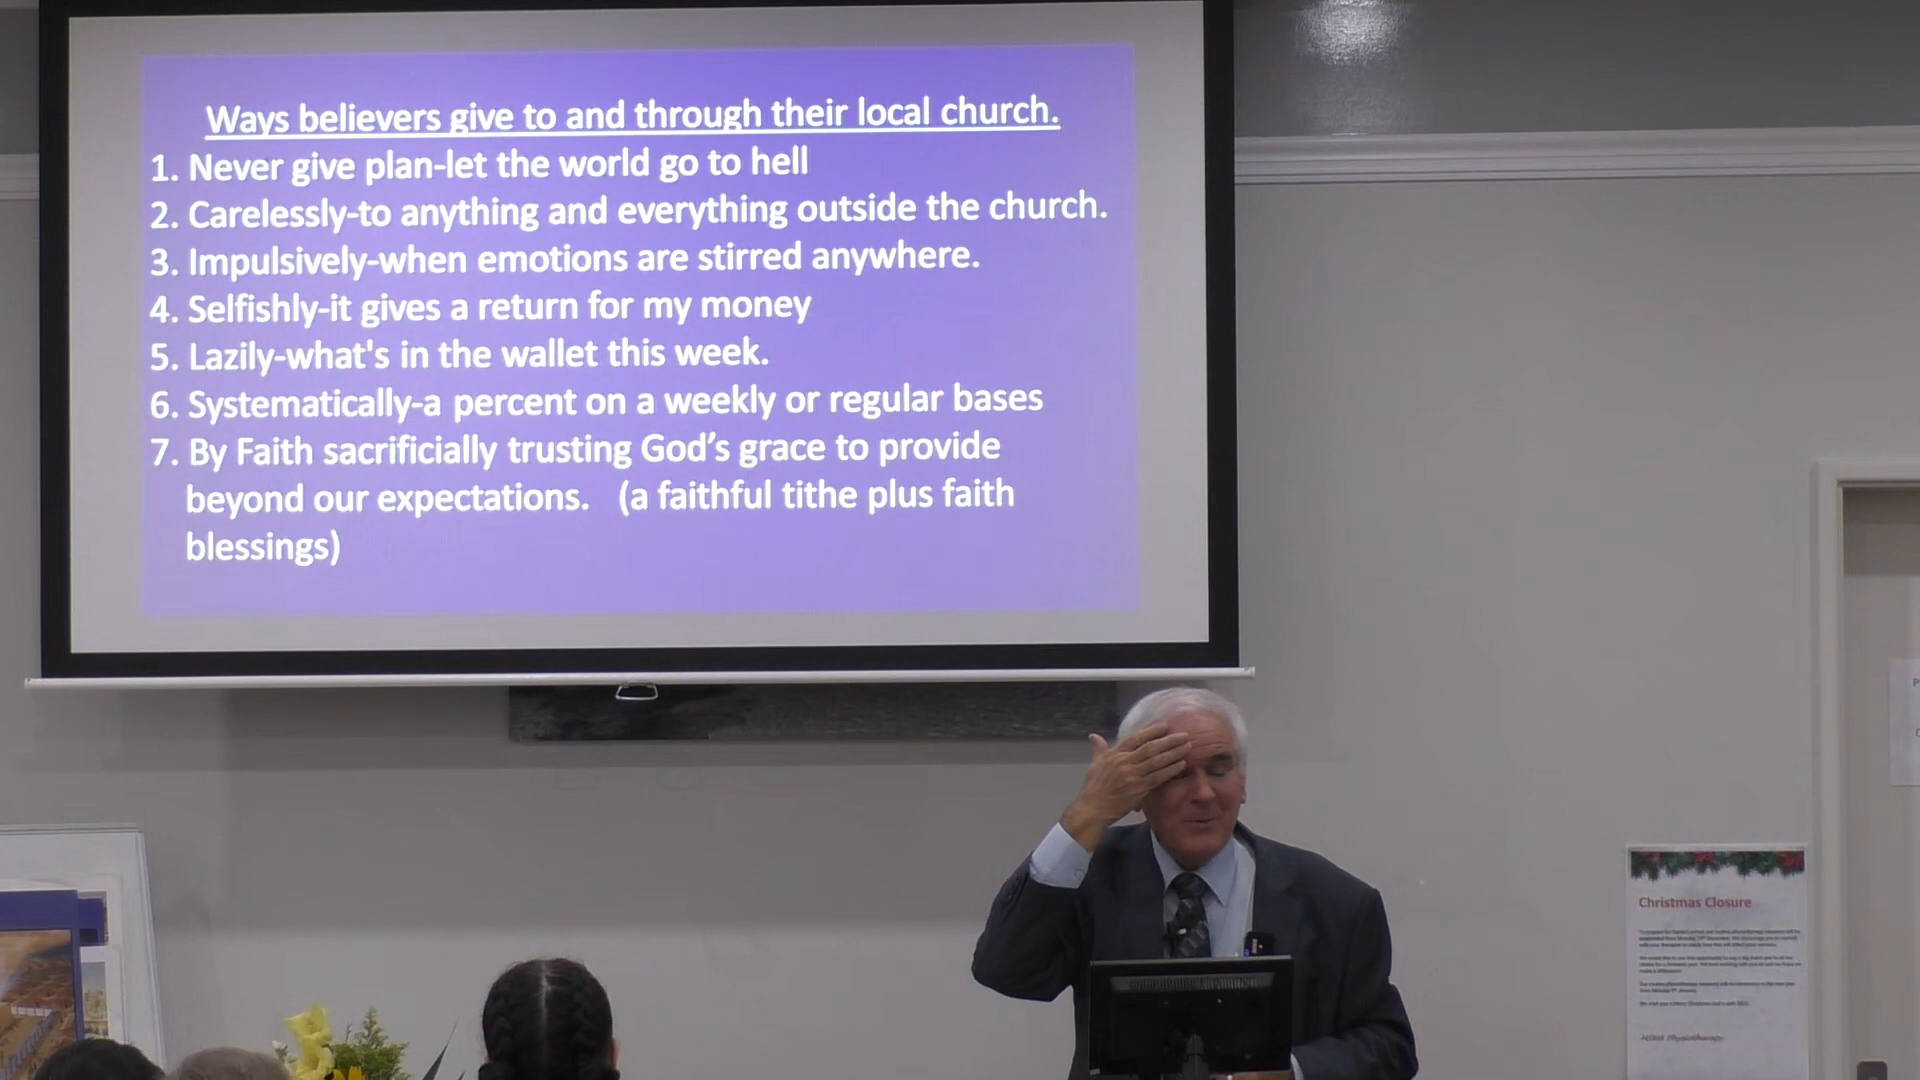 Ways believers give to and through their local church.
1. Never give plan-let the world go to hell
2. Carelessly-to anything and everything outside the church.
3. Impulsively-when emotions are stirred anywhere.
4. Selfishly-it gives a return for my money
5. Lazily-what's in the wallet this week.
6. Systematically-a percent on a weekly or regular bases
7. By Faith sacrificially trusting God’s grace to provide
beyond our expectations. (a faithful tithe plus faith
blessings)
Christmas Closure